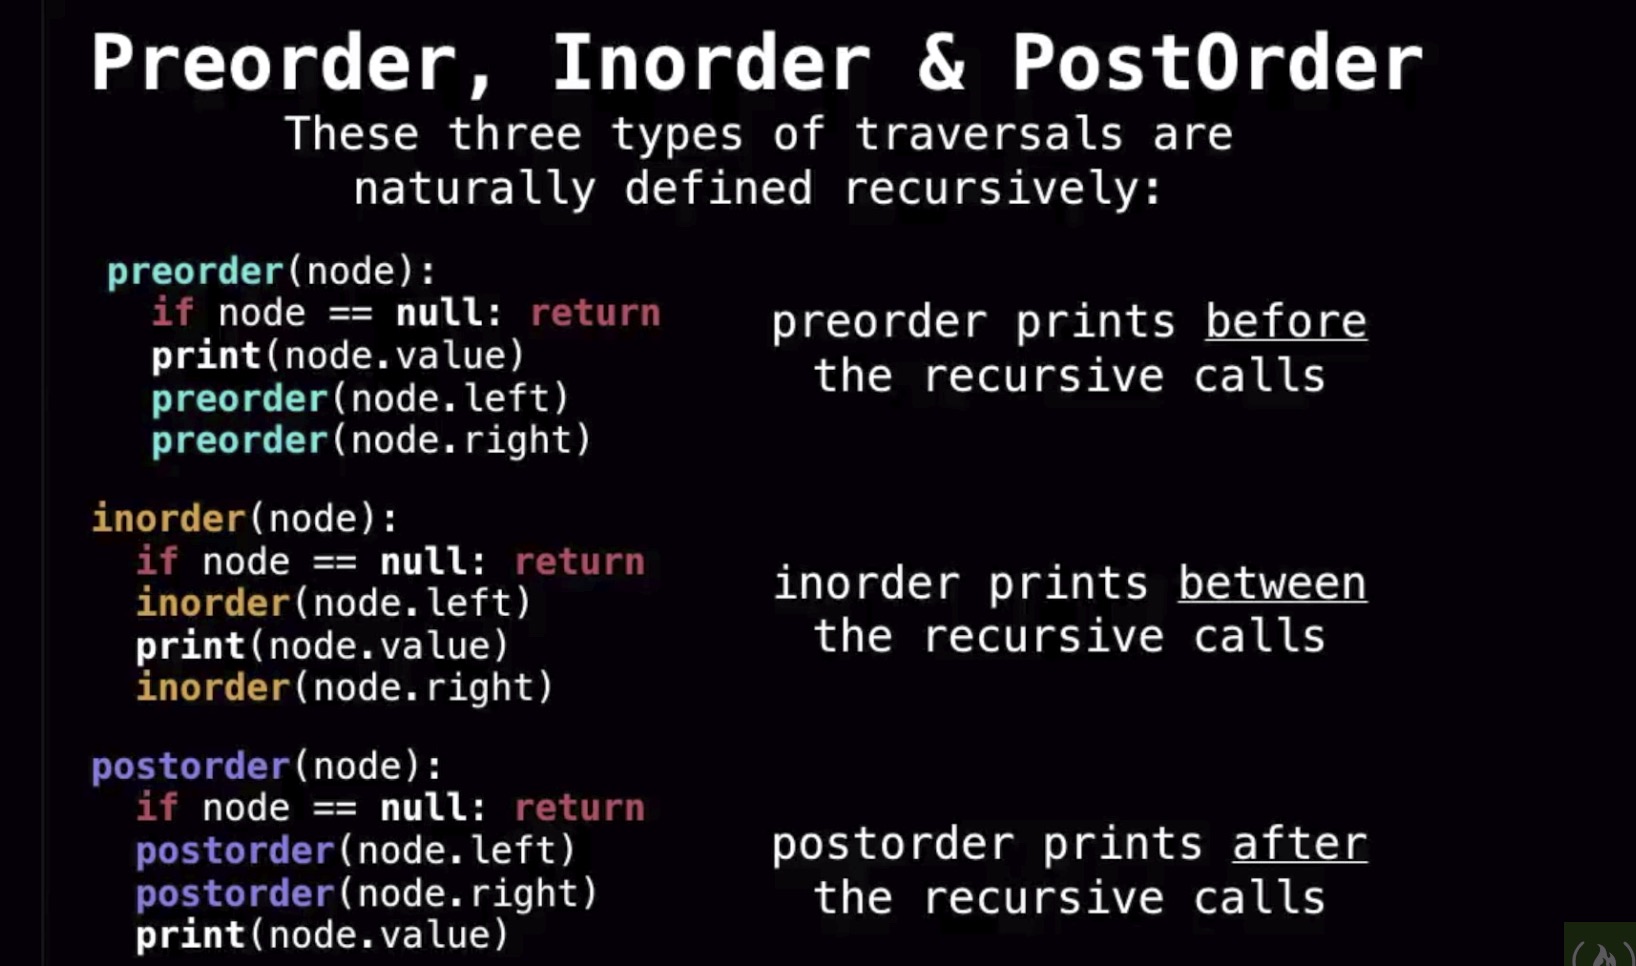 Preorder, Inorder & PostOrder
These three types of traversals are
naturally defined recursively:
preorder(node):
if node == null: return
print(node.value)
preorder(node.left)
preorder(node.right)
preorder prints before
the recursive calls
inorder(node):
if node == null: return
inorder(node.left)
print(node.value)
inorder(node.right)
inorder prints between
the recursive calls
postorder(node):
if node == null: return
postorder(node.left)
postorder(node.right)
print(node.value)
postorder prints after
the recursive calls